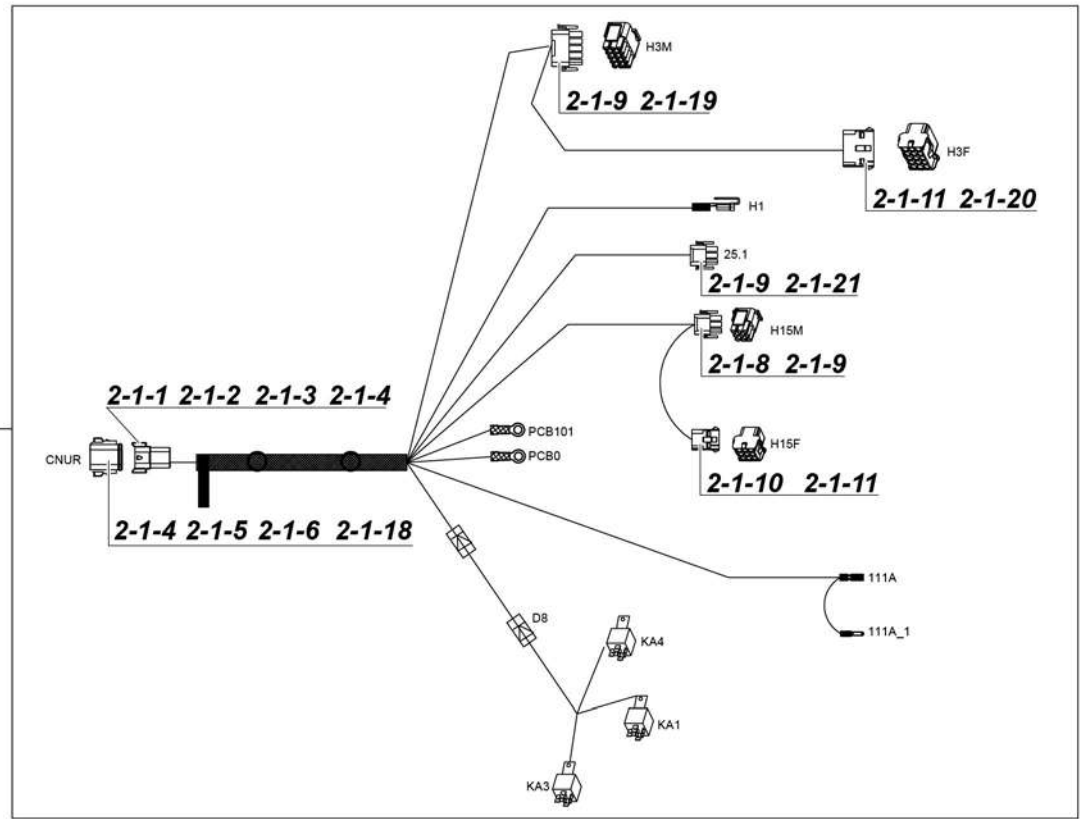 H3M
2-1-9 2-1-19
H3F
2-1-11 2-1-20
H1
25.1
2-1-9 2-1-21
H15M
2-1-8 2-1-9
2-1-1 2-1-2 2-1-3 2-1-4
PCB101
CNUR
PCB0
H15F
2-1-10 2-1-11
2-1-4 2-1-5 2-1-6 2-1-18
111A
D8
111A_1
KA4
KA1
KA3